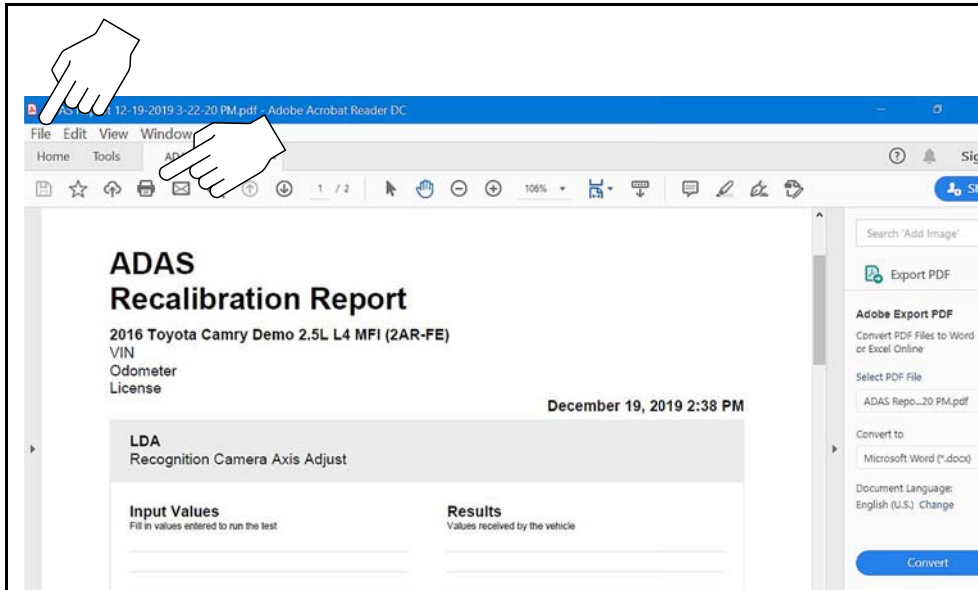 12-19-2019 3-22-20 PM.pdf - Adobe Acrobat Reader DC
File Edit View Window
Home Tools
1 / 2 106%
ADAS
Recalibration Report
2016 Toyota Camry Demo 2.5L L4 MFI (2AR-FE)
VIN
Odometer
License
December 19, 2019 2:38 PM
LDA
Recognition Camera Axis Adjust
Input Values
Fill in values entered to run the test
Results
Values received by the vehicle
Search 'Add Image'
Export PDF
Adobe Export PDF
Convert PDF Files to Word
or Excel Online
Select PDF File
ADAS Repo...20 PM.pdf
Convert to
Microsoft Word (*.docx)
Document Language:
English (U.S.) Change
Convert